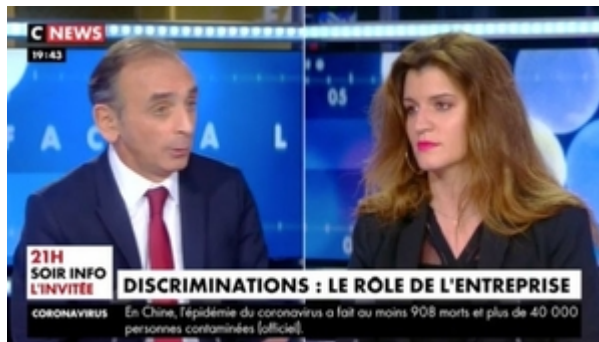 C NEWS
19:43
05
F A C A L
21H
SOIR INFO
L'INVITÉE
DISCRIMINATIONS : LE RÔLE DE L'ENTREPRISE
CORONAVIRUS
En Chine, l'épidémie du coronavirus a fait au moins 908 morts et plus de 40 000
personnes contaminées (officiel).